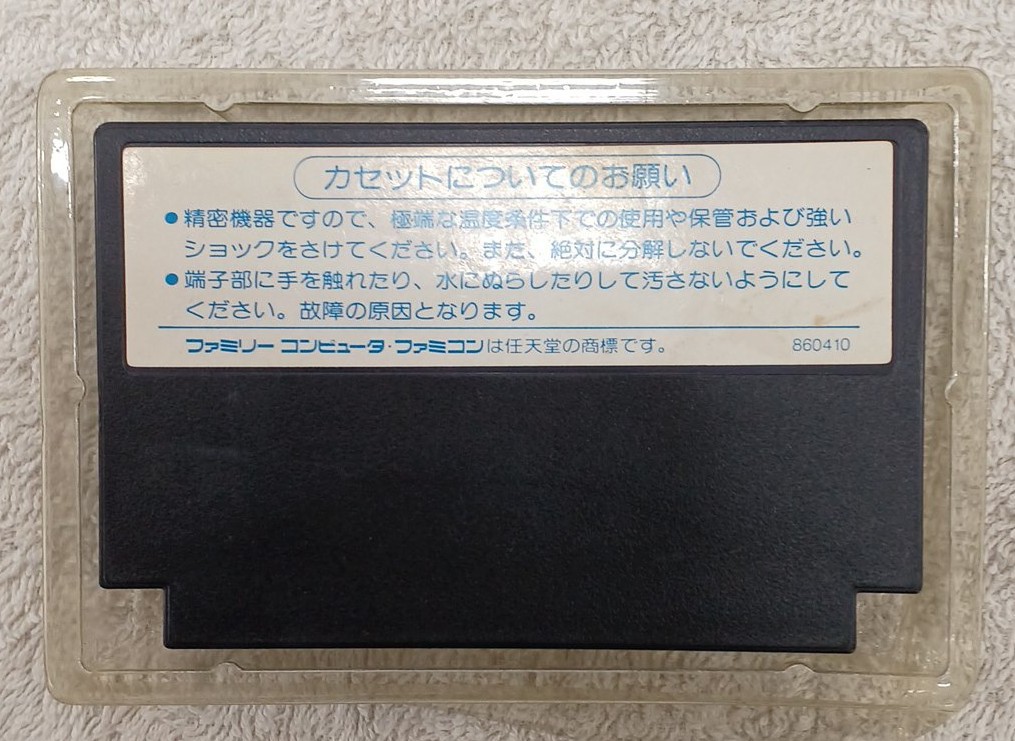 カセットについてのお願い
●精密機器ですので、極端な温度条件下での使用や保管および強い
ショックをさけてください。また、絶対に分解しないでください。
●端子部に手を触れたり、水にぬらしたりして汚さないようにして
ください。故障の原因となります。
ファミリー コンピュータ・ファミコンは任天堂の商標です。 860410